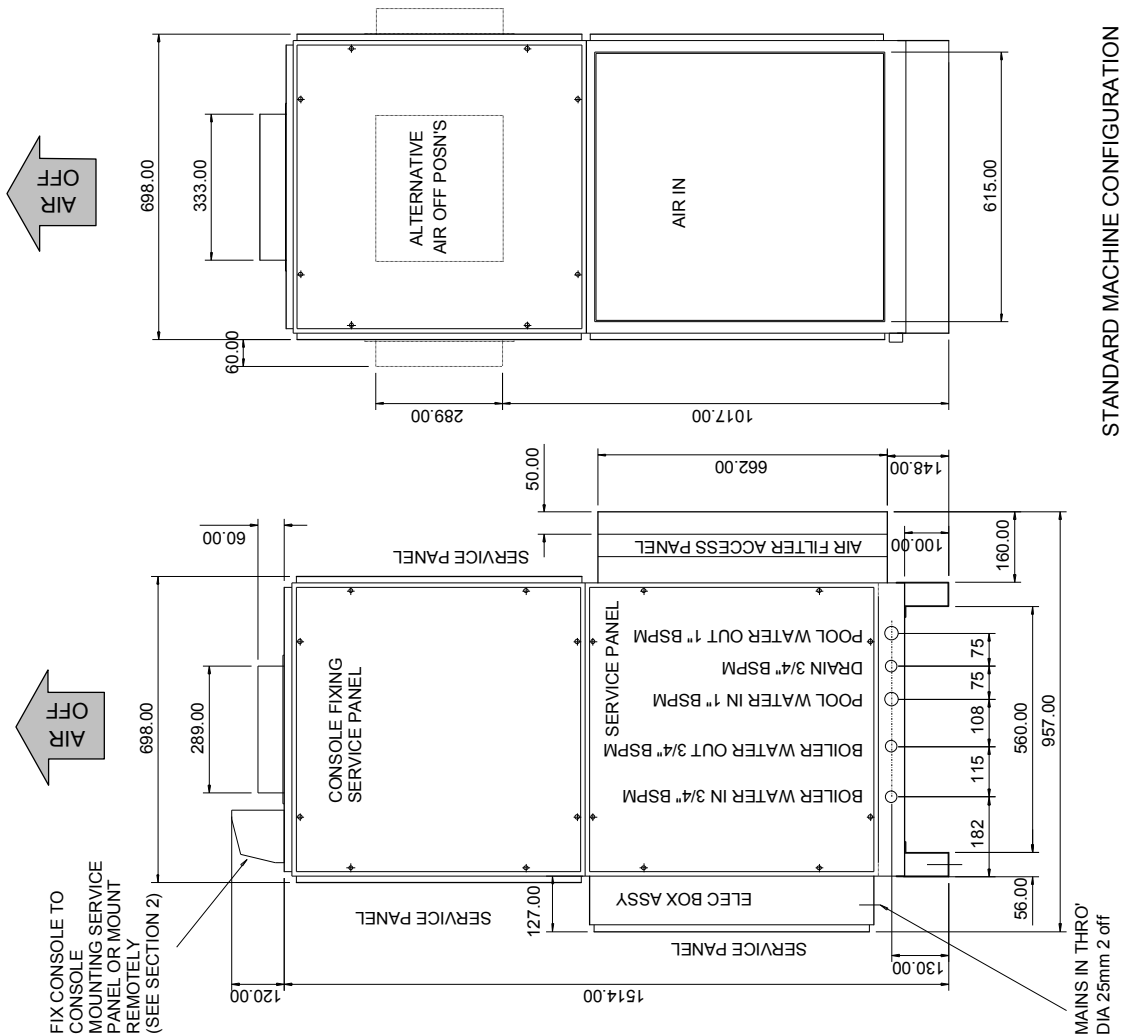 AIR
OFF
698.00
333.00
60.00
ALTERNATIVE
AIR OFF POSN'S
AIR IN
289.00
1017.00
615.00
STANDARD MACHINE CONFIGURATION
AIR
OFF
698.00
289.00
60.00
FIX CONSOLE TO
CONSOLE
MOUNTING SERVICE
PANEL OR MOUNT
REMOTELY
(SEE SECTION 2)
120.00
1514.00
SERVICE PANEL
SERVICE PANEL
CONSOLE FIXING
SERVICE PANEL
127.00
ELEC BOX ASSY
SERVICE PANEL
SERVICE PANEL
BOILER WATER IN 3/4" BSPM
BOILER WATER OUT 3/4" BSPM
POOL WATER IN 1" BSPM
DRAIN 3/4" BSPM
POOL WATER OUT 1" BSPM
AIR FILTER ACCESS PANEL
50.00
662.00
148.00
100.00
160.00
182
115
108
75
75
56.00
560.00
957.00
130.00
MAINS IN THRO'
DIA 25mm 2 off